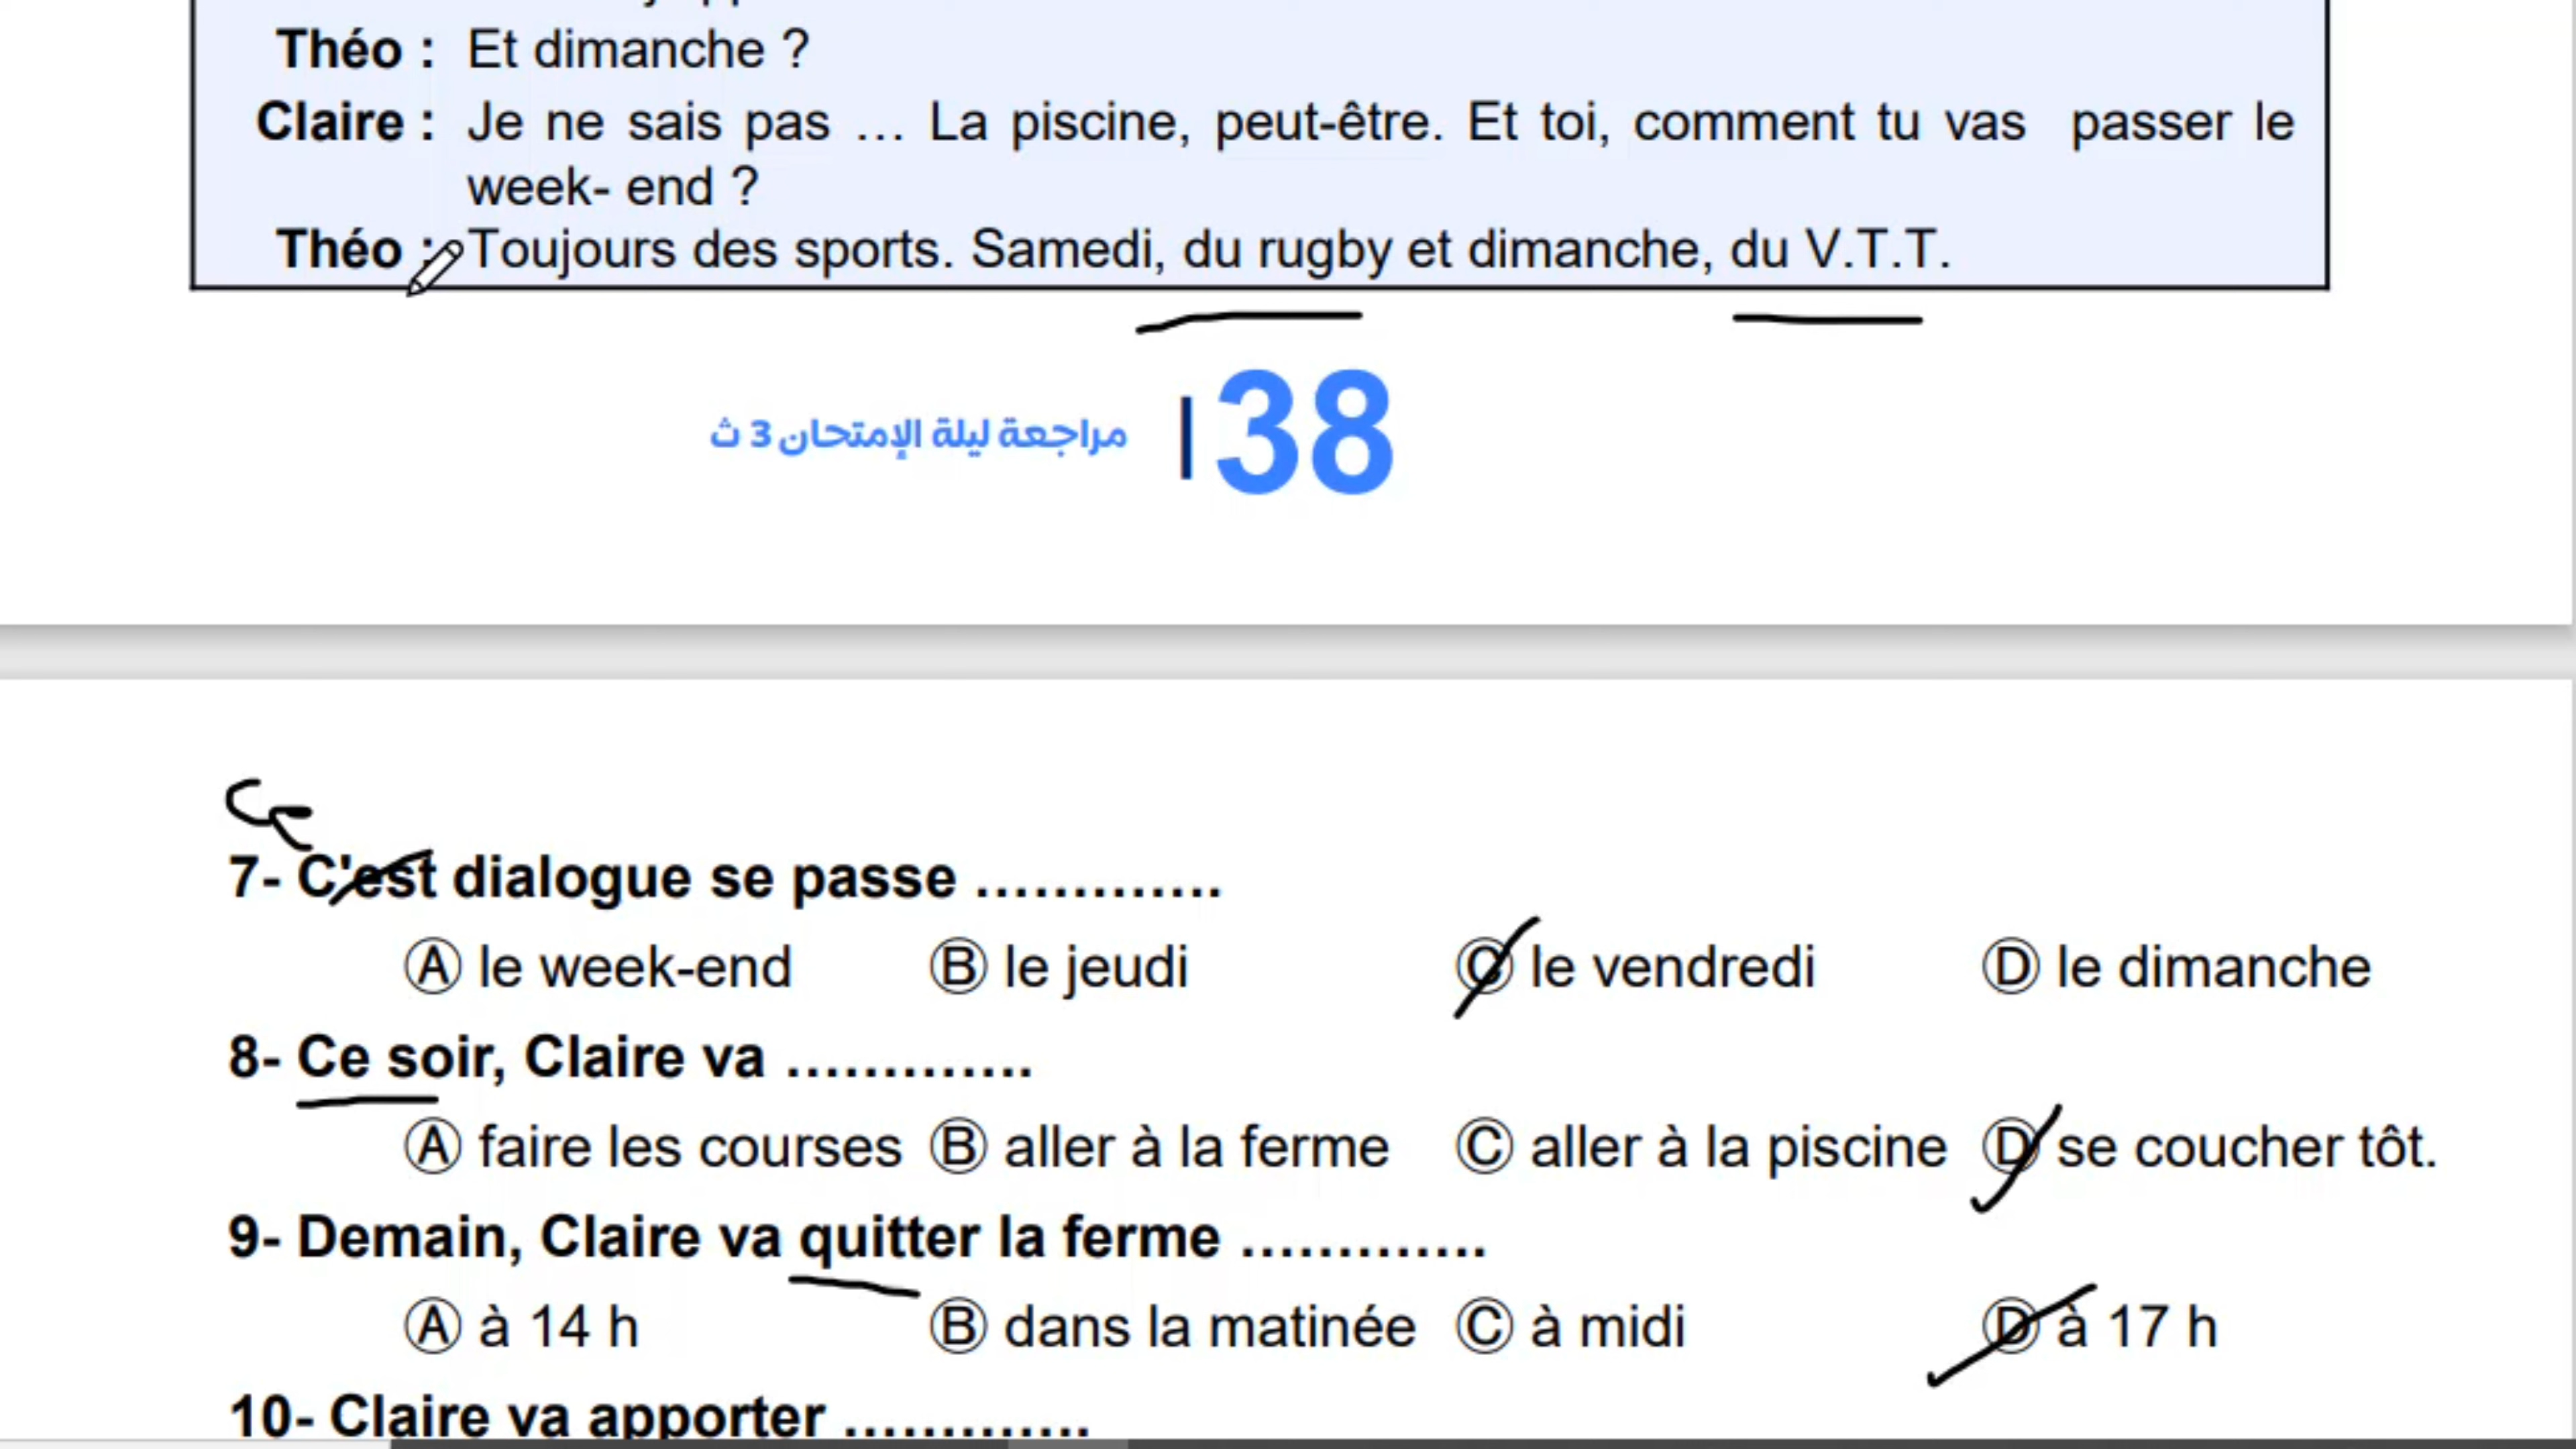 Théo : Et dimanche ?
Claire : Je ne sais pas … La piscine, peut-être. Et toi, comment tu vas passer le
week- end ?
Théo : Toujours des sports. Samedi, du rugby et dimanche, du V.T.T.
مراجعة ليلة الإمتحان 3 ث | 38
Ce
7- C'est dialogue se passe .............
A le week-end B le jeudi C le vendredi D le dimanche
8- Ce soir, Claire va .............
A faire les courses B aller à la ferme C aller à la piscine D se coucher tôt.
9- Demain, Claire va quitter la ferme .............
A à 14 h B dans la matinée C à midi D à 17 h
10- Claire va apporter .............